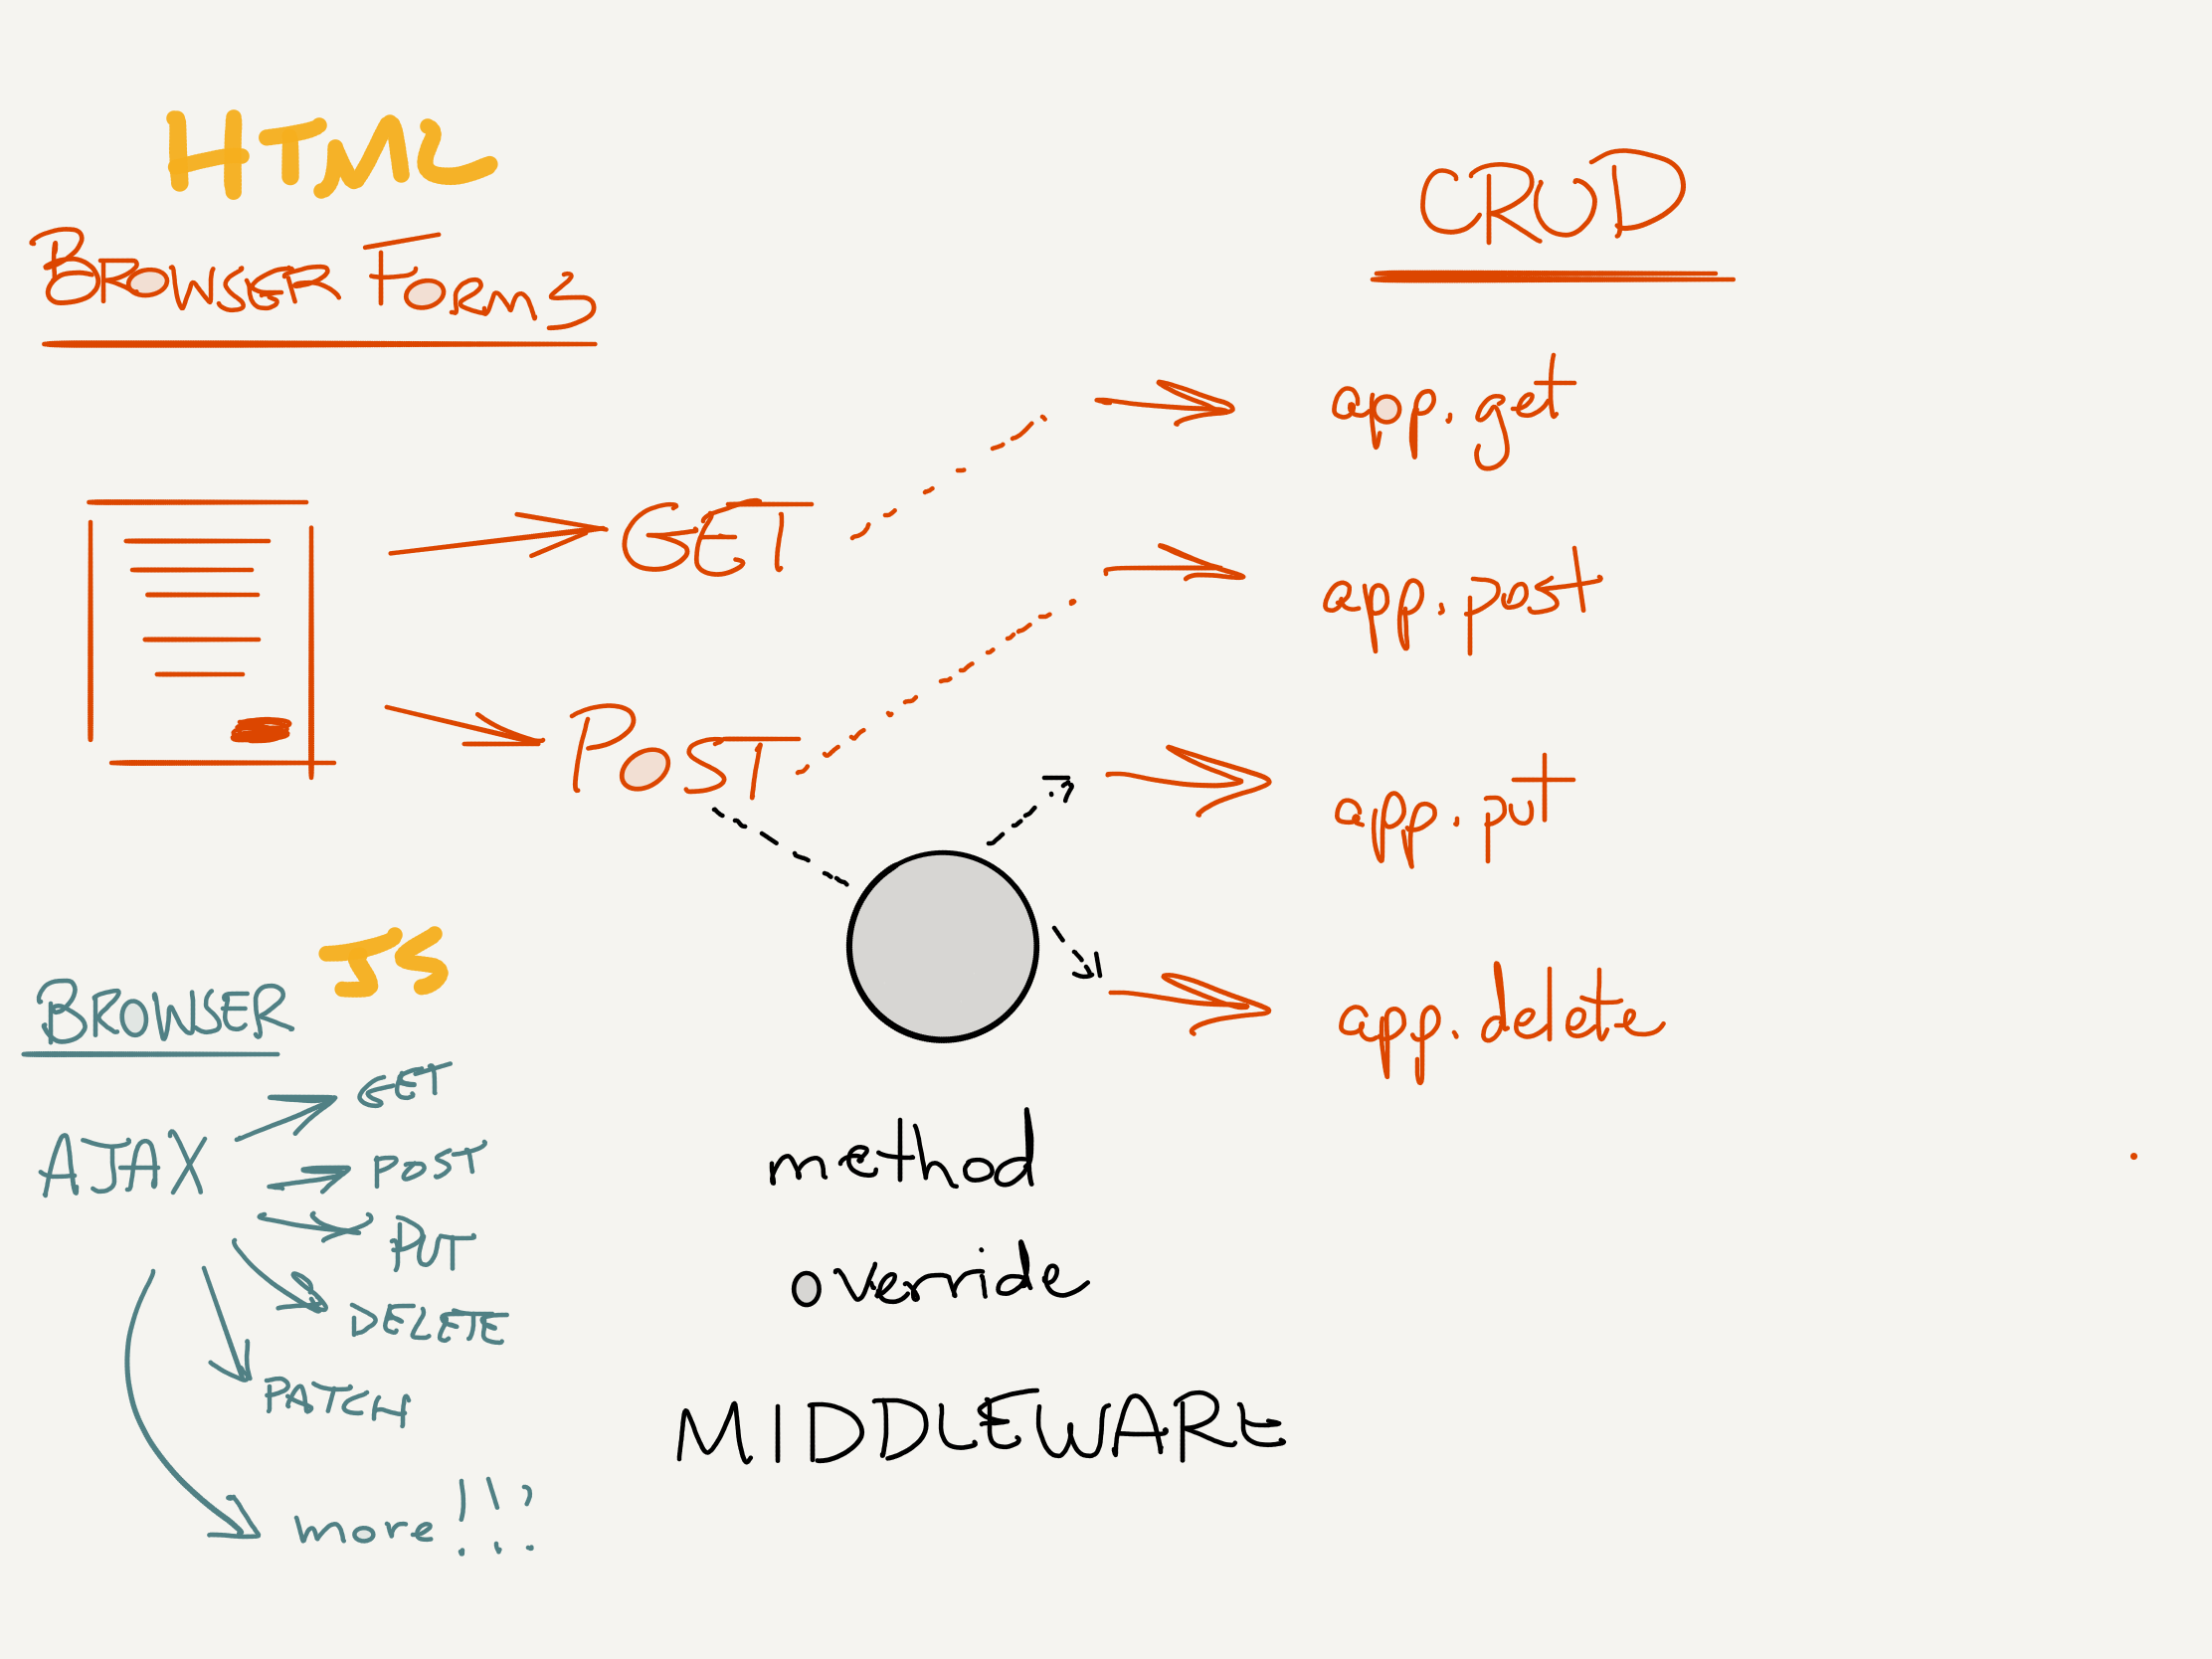 HTML
BROWSER FORMS
CRUD
app.get
GET
app.post
POST
app.put
JS
BROWSER
app.delete
GET
AJAX
POST
PUT
DELETE
PATCH
more!!?
method
override
MIDDLEWARE